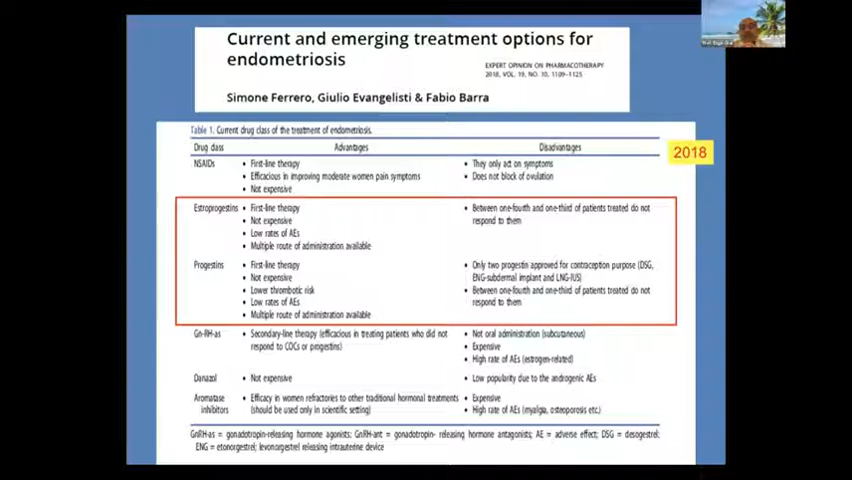 Current and emerging treatment options for
endometriosis
EXPERT OPINION ON PHARMACOTHERAPY
2018, VOL. 19, NO. 10, 1109–1125
Simone Ferrero, Giulio Evangelisti & Fabio Barra
Table 1. Current drug class of the treatment of endometriosis.
Drug class Advantages Disadvantages
2018
NSAIDs • First-line therapy • They only act on symptoms
• Efficacious in improving moderate women pain symptoms • Does not block of ovulation
• Not expensive
Estroprogestins • First-line therapy • Between one-fourth and one-third of patients treated do not
• Not expensive respond to them
• Low rates of AEs
• Multiple route of administration available
Progestins • First-line therapy • Only two progestin approved for contraception purpose (DSG,
• Not expensive ENG-subdermal implant and LNG-IUS)
• Lower thrombotic risk • Between one-fourth and one-third of patients treated do not
• Low rates of AEs respond to them
• Multiple route of administration available
Gn-RH-as • Secondary-line therapy (efficacious in treating patients who did not • Not oral administration (subcutaneous)
respond to COCs or progestins) • Expensive
• High rate of AEs (estrogen-related)
Danazol • Not expensive • Low popularity due to the androgenic AEs
Aromatase • Efficacy in women refractories to other traditional hormonal treatments • Expensive
inhibitors (should be used only in scientific setting) • High rate of AEs (myalgia, osteoporosis etc.)
GnRH-as = gonadotropin-releasing hormone agonists; GnRH-ant = gonadotropin- releasing hormone antagonists; AE = adverse effect; DSG = desogestrel;
ENG = etonorgestrel; levonorgestrel releasing intrauterine device